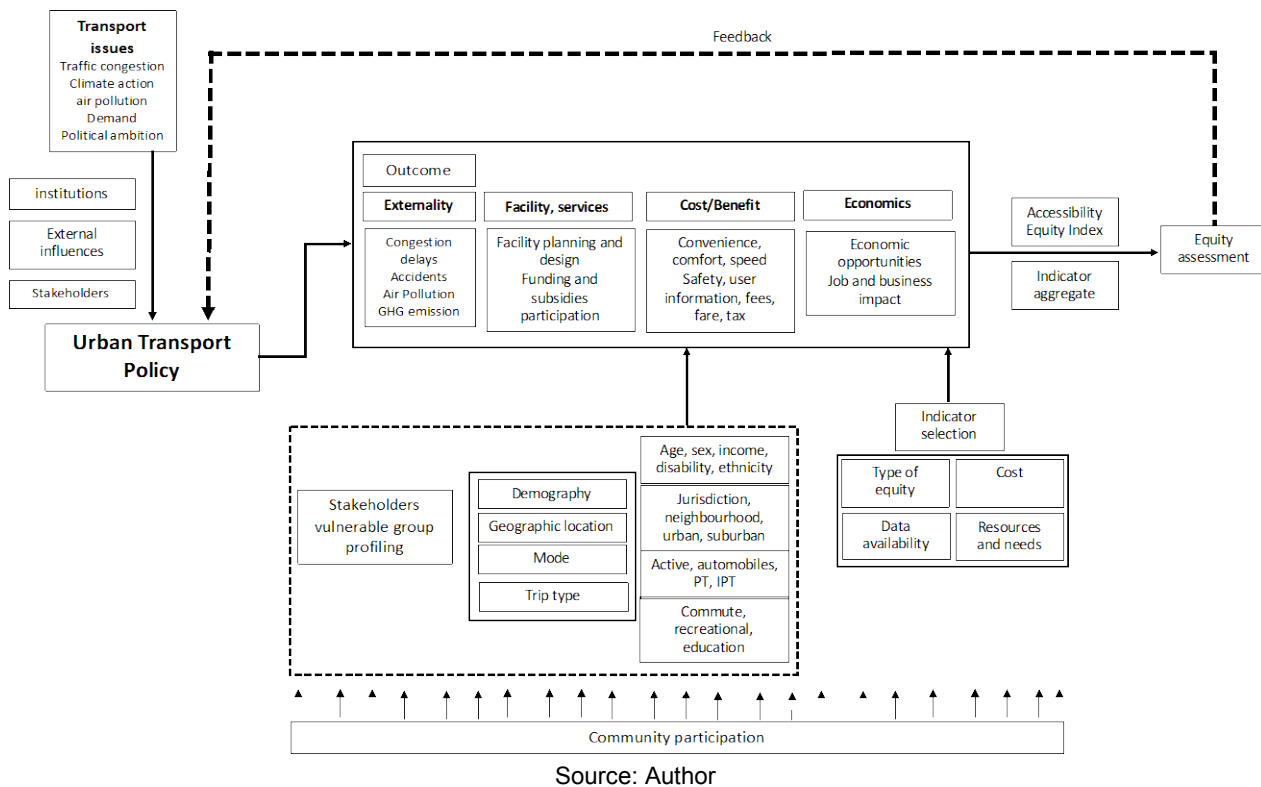 Transport
issues
Traffic congestion
Climate action
air pollution
Demand
Political ambition
Feedback
institutions
External
influences
Stakeholders
Urban Transport
Policy
Outcome
Externality
Congestion
delays
Accidents
Air Pollution
GHG emission
Facility, services
Facility planning and
design
Funding and
subsidies
participation
Cost/Benefit
Convenience,
comfort, speed
Safety, user
information, fees,
fare, tax
Economics
Economic
opportunities
Job and business
impact
Accessibility
Equity Index
Indicator
aggregate
Equity
assessment
Stakeholders
vulnerable group
profiling
Demography
Geographic location
Mode
Trip type
Age, sex, income,
disability, ethnicity
Jurisdiction,
neighbourhood,
urban, suburban
Active, automobiles,
PT, IPT
Commute,
recreational,
education
Indicator
selection
Type of
equity
Cost
Data
availability
Resources
and needs
Community participation
Source: Author